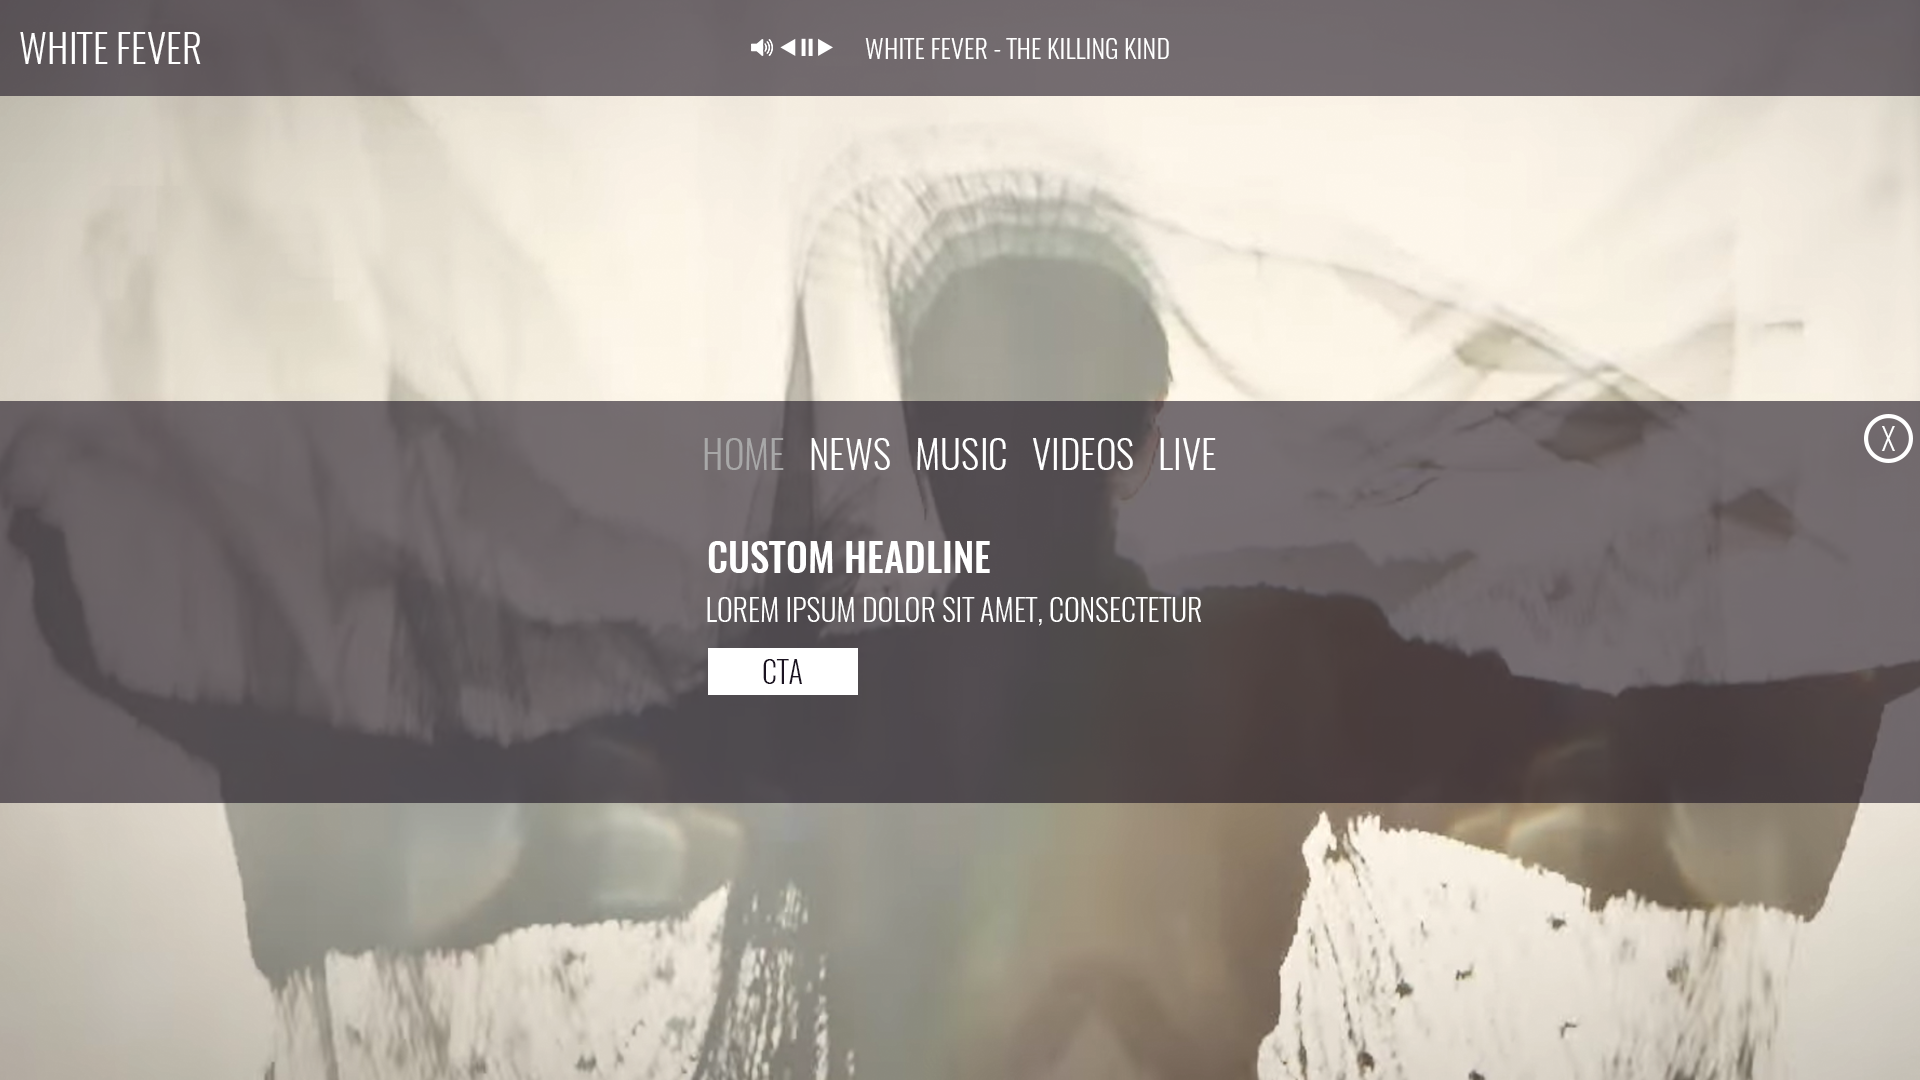 WHITE FEVER
WHITE FEVER - THE KILLING KIND
HOME NEWS MUSIC VIDEOS LIVE
X
CUSTOM HEADLINE
LOREM IPSUM DOLOR SIT AMET, CONSECTETUR
CTA